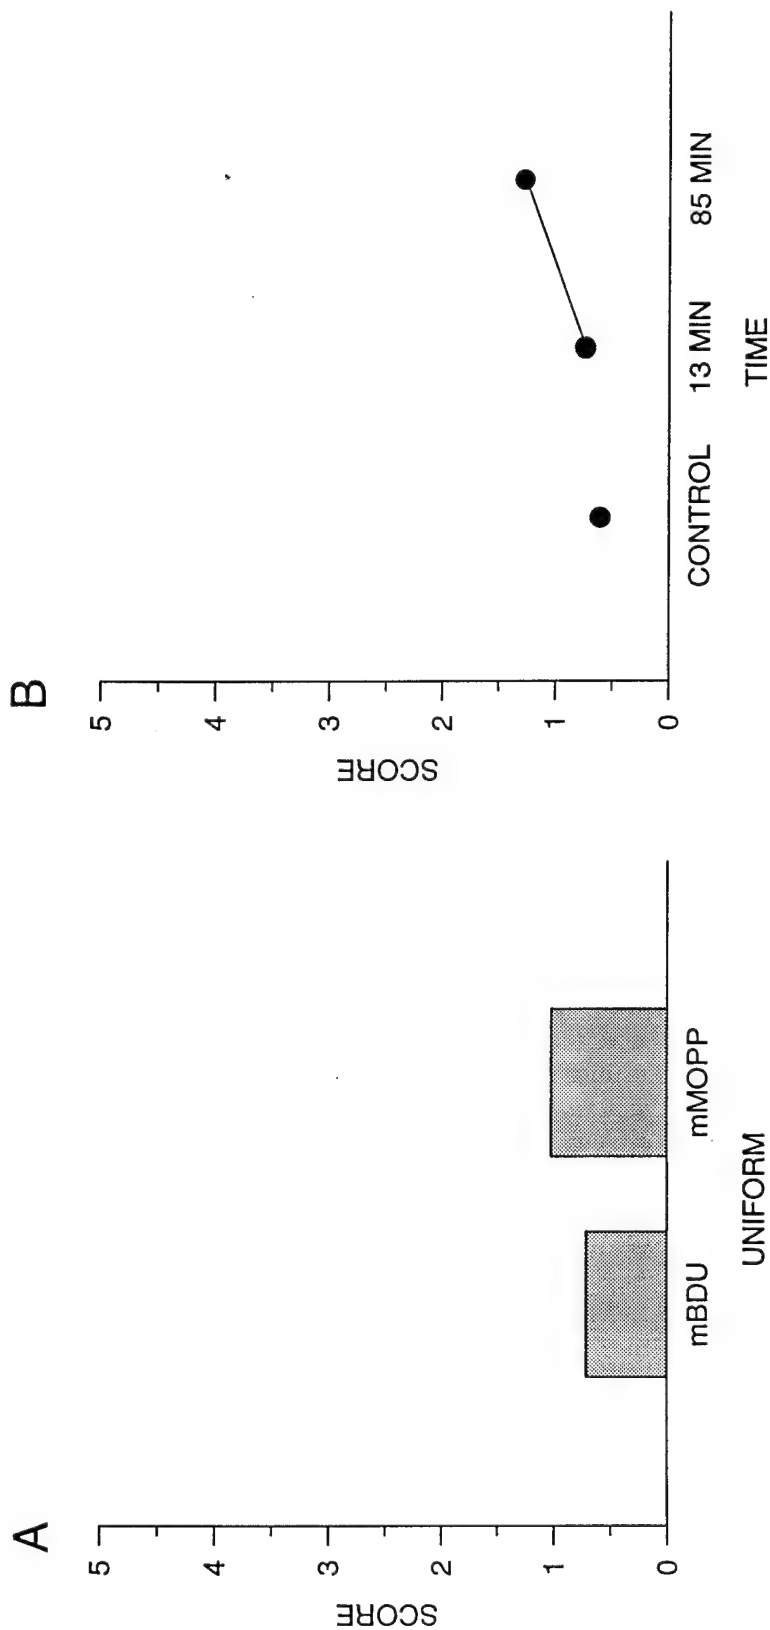 A
5
4
3
2
1
0
SCORE
mBDU
mMOPP
UNIFORM
B
5
4
3
2
1
0
SCORE
CONTROL
13 MIN
85 MIN
TIME